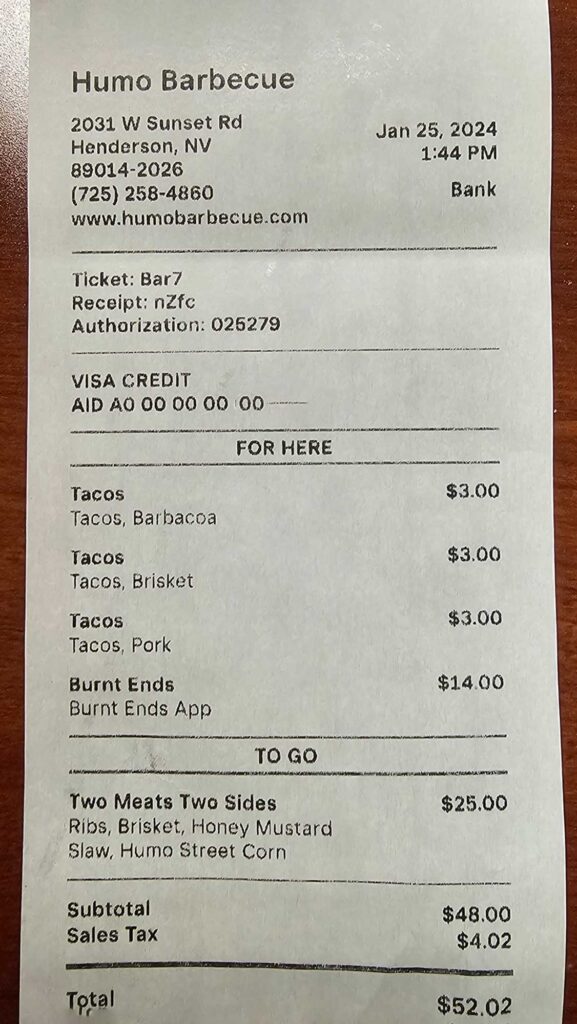 Humo Barbecue
2031 W Sunset Rd
Henderson, NV
89014-2026
(725) 258-4860
www.humobarbecue.com
Jan 25, 2024
1:44 PM
Bank
Ticket: Bar7
Receipt: nZfc
Authorization: 025279
VISA CREDIT
AID A0 00 00 00 00
FOR HERE
Tacos $3.00
Tacos, Barbacoa
Tacos $3.00
Tacos, Brisket
Tacos $3.00
Tacos, Pork
Burnt Ends $14.00
Burnt Ends App
TO GO
Two Meats Two Sides $25.00
Ribs, Brisket, Honey Mustard
Slaw, Humo Street Corn
Subtotal $48.00
Sales Tax $4.02
Total $52.02